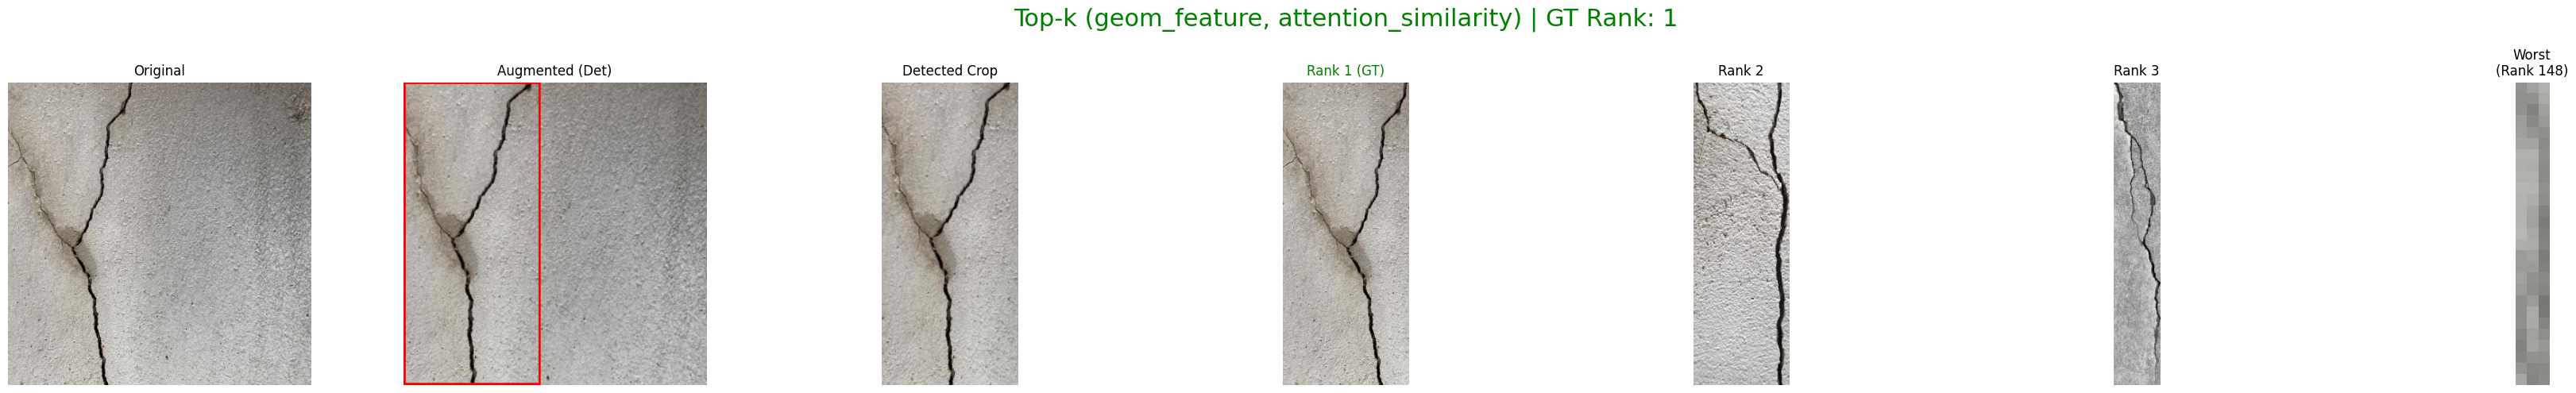 Top-k (geom_feature, attention_similarity) | GT Rank: 1
Original
Augmented (Det)
Detected Crop
Rank 1 (GT)
Rank 2
Rank 3
Worst
(Rank 148)